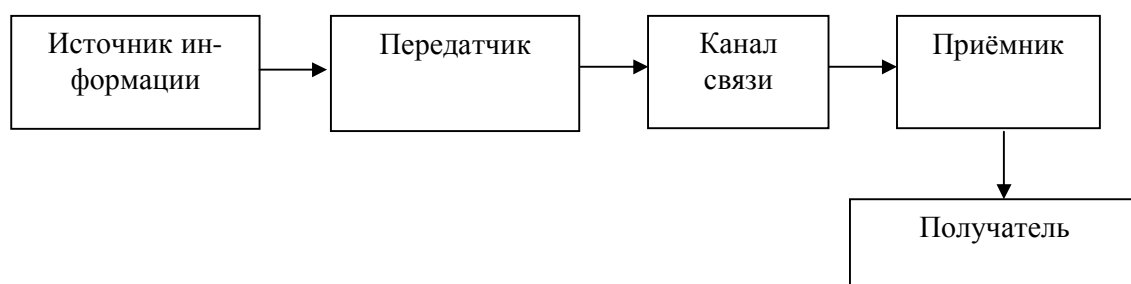 Источник ин-
формации
Передатчик
Канал
связи
Приёмник
Получатель